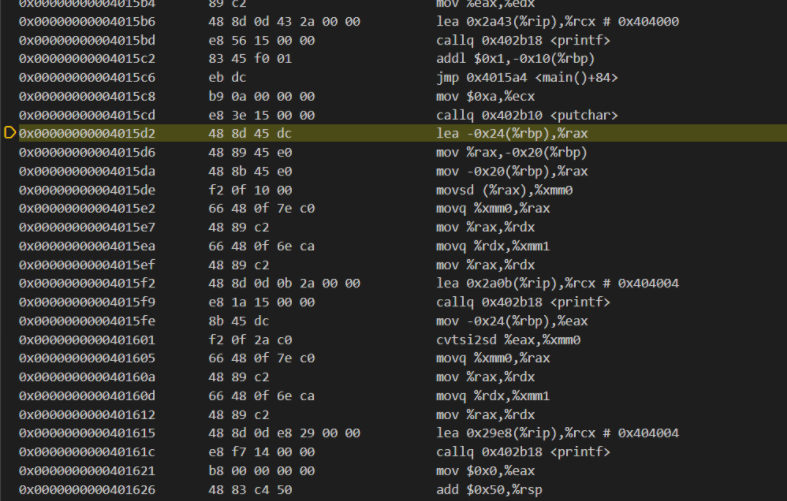 0x00000000004015b4 89 c2 mov %eax,%edx
0x00000000004015b6 48 8d 0d 43 2a 00 00 lea 0x2a43(%rip),%rcx # 0x404000
0x00000000004015bd e8 56 15 00 00 callq 0x402b18 <printf>
0x00000000004015c2 83 45 f0 01 addl $0x1,-0x10(%rbp)
0x00000000004015c6 eb dc jmp 0x4015a4 <main()+84>
0x00000000004015c8 b9 0a 00 00 00 mov $0xa,%ecx
0x00000000004015cd e8 3e 15 00 00 callq 0x402b10 <putchar>
0x00000000004015d2 48 8d 45 dc lea -0x24(%rbp),%rax
0x00000000004015d6 48 89 45 e0 mov %rax,-0x20(%rbp)
0x00000000004015da 48 8b 45 e0 mov -0x20(%rbp),%rax
0x00000000004015de f2 0f 10 00 movsd (%rax),%xmm0
0x00000000004015e2 66 48 0f 7e c0 movq %xmm0,%rax
0x00000000004015e7 48 89 c2 mov %rax,%rdx
0x00000000004015ea 66 48 0f 6e ca movq %rdx,%xmm1
0x00000000004015ef 48 89 c2 mov %rax,%rdx
0x00000000004015f2 48 8d 0d 0b 2a 00 00 lea 0x2a0b(%rip),%rcx # 0x404004
0x00000000004015f9 e8 1a 15 00 00 callq 0x402b18 <printf>
0x00000000004015fe 8b 45 dc mov -0x24(%rbp),%eax
0x0000000000401601 f2 0f 2a c0 cvtsi2sd %eax,%xmm0
0x0000000000401605 66 48 0f 7e c0 movq %xmm0,%rax
0x000000000040160a 48 89 c2 mov %rax,%rdx
0x000000000040160d 66 48 0f 6e ca movq %rdx,%xmm1
0x0000000000401612 48 89 c2 mov %rax,%rdx
0x0000000000401615 48 8d 0d e8 29 00 00 lea 0x29e8(%rip),%rcx # 0x404004
0x000000000040161c e8 f7 14 00 00 callq 0x402b18 <printf>
0x0000000000401621 b8 00 00 00 00 mov $0x0,%eax
0x0000000000401626 48 83 c4 50 add $0x50,%rsp